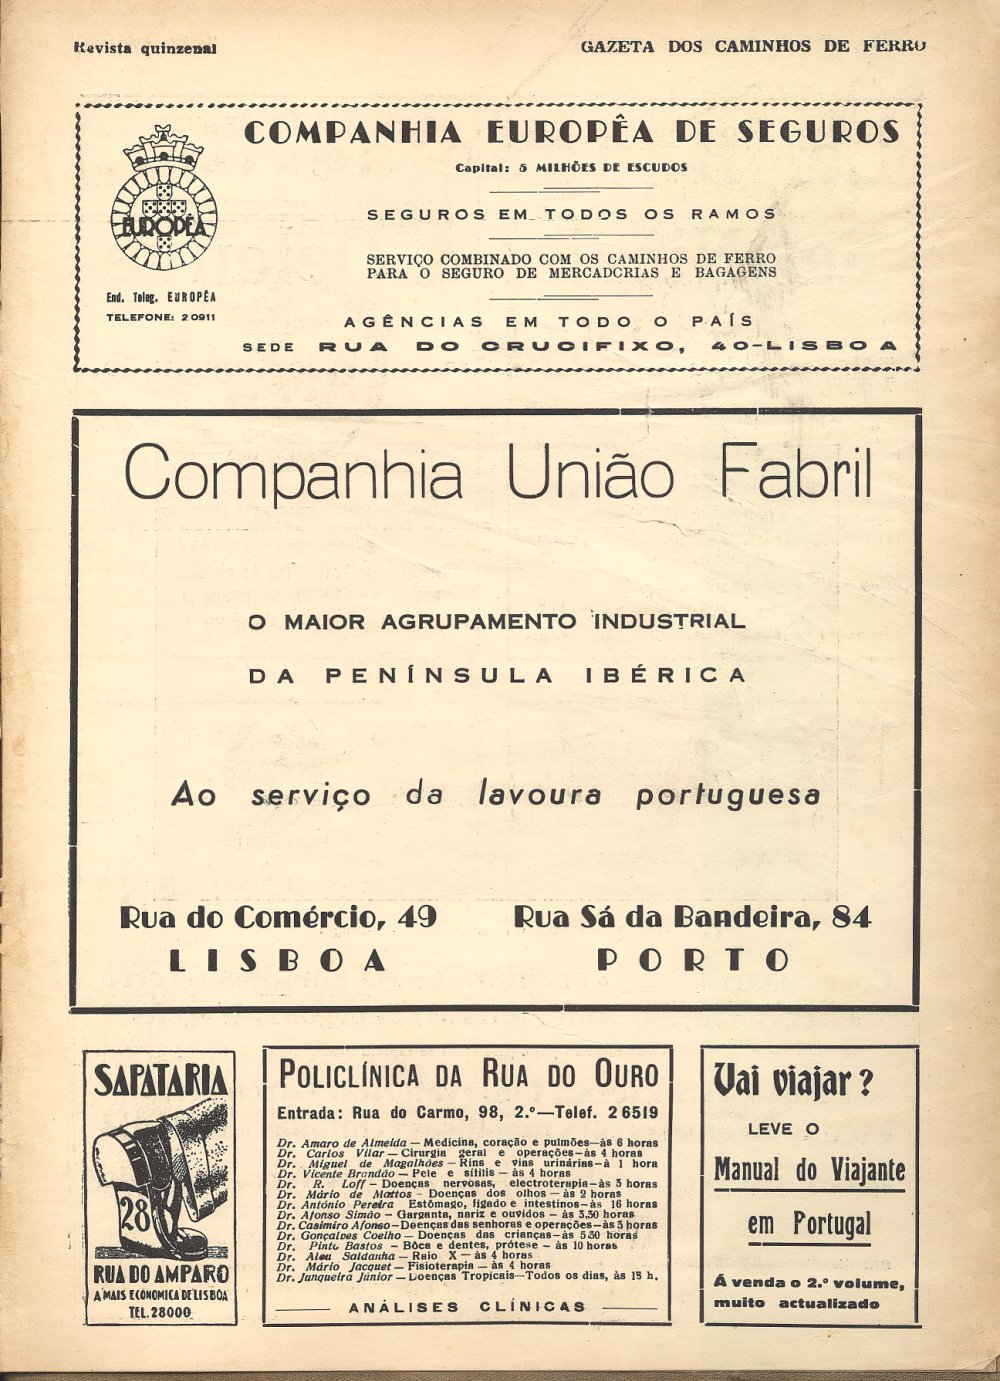 Revista quinzenal
GAZETA DOS CAMINHOS DE FERRO
COMPANHIA EUROPÊA DE SEGUROS
Capital: 5 MILHÕES DE ESCUDOS
SEGUROS EM TODOS OS RAMOS
SERVIÇO COMBINADO COM OS CAMINHOS DE FERRO
PARA O SEGURO DE MERCADORIAS E BAGAGENS
AGÊNCIAS EM TODO O PAÍS
SEDE RUA DO CRUCIFIXO, 40-LISBOA
EUROPÊA
End. Teleg. EUROPÊA
TELEFONE: 20911
Companhia União Fabril
O MAIOR AGRUPAMENTO INDUSTRIAL
DA PENÍNSULA IBÉRICA
Ao serviço da lavoura portuguesa
Rua do Comércio, 49
LISBOA
Rua Sá da Bandeira, 84
PORTO
SAPATARIA
28
RUA DO AMPARO
A MAIS ECONOMICA DE LISBÔA
TEL. 28000
POLICLÍNICA DA RUA DO OURO
Entrada: Rua do Carmo, 98, 2.º—Telef. 26519
Dr. Amaro de Almeida — Medicina, coração e pulmões—às 6 horas
Dr. Carlos Vilar — Cirurgia geral e operações—às 4 horas
Dr. Miguel de Magalhães — Rins e vias urinárias—à 1 hora
Dr. Vicente Brandão — Pele e sífilis — às 4 horas
Dr. R. Loff — Doenças nervosas, electroterapia—às 3 horas
Dr. Mário de Mattos - Doenças dos olhos — às 2 horas
Dr. António Pereira Estômago, fígado e intestinos—às 16 horas
Dr. Afonso Simão — Garganta, nariz e ouvidos — às 3,30 horas
Dr. Casimiro Afonso—Doenças das senhoras e operações—às 3 horas
Dr. Gonçalves Coelho — Doenças das crianças—às 5 30 horas
Dr. Pinto Bastos — Bôca e dentes, prótese — às 10 horas
Dr. Aleu Saldanha — Raio X — às 4 horas
Dr. Mário Jacquet — Fisioterapia — às 4 horas
Dr. Junqueira Júnior — Doenças Tropicais—Todos os dias, às 13 h.
ANÁLISES CLÍNICAS
Vai viajar?
LEVE O
Manual do Viajante
em Portugal
Á venda o 2.º volume,
muito actualizado